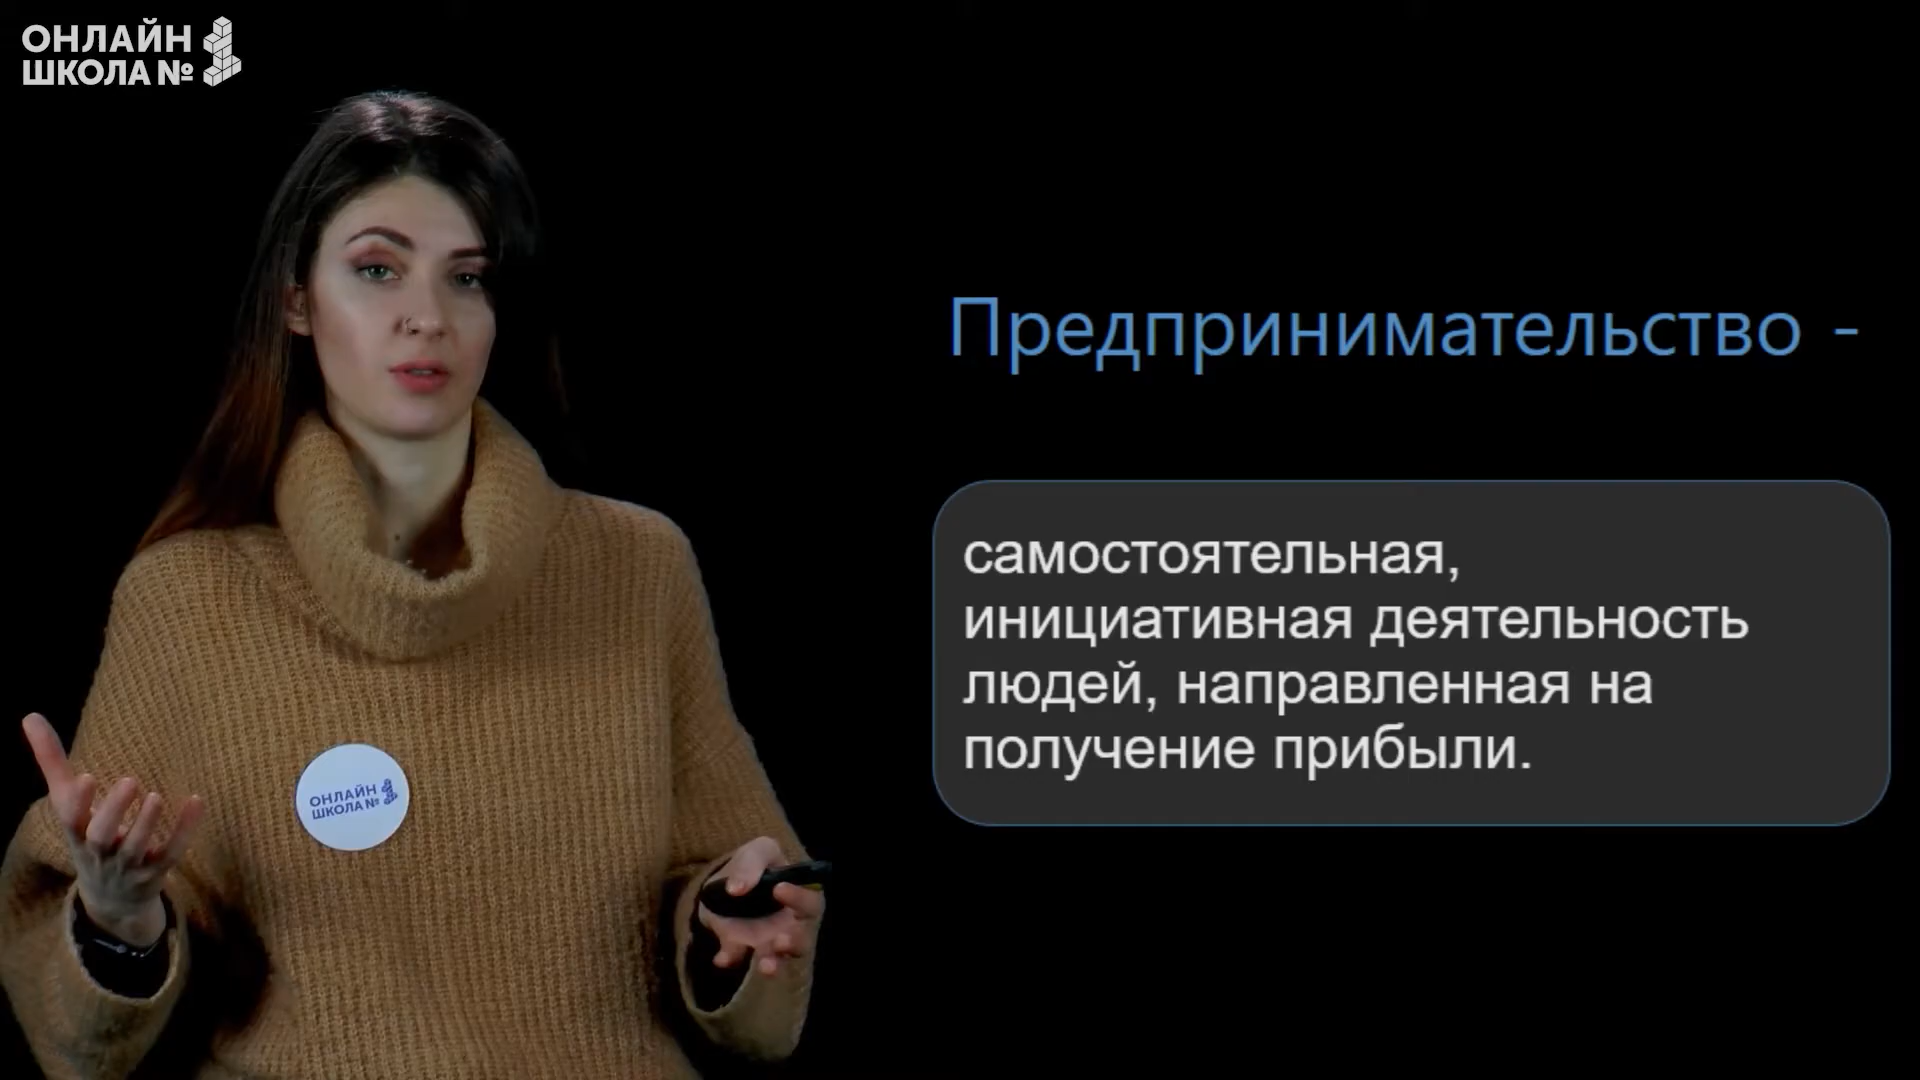 ОНЛАЙН
ШКОЛА №
Предпринимательство -
самостоятельная,
инициативная деятельность
людей, направленная на
получение прибыли.
ОНЛАЙН
ШКОЛА №